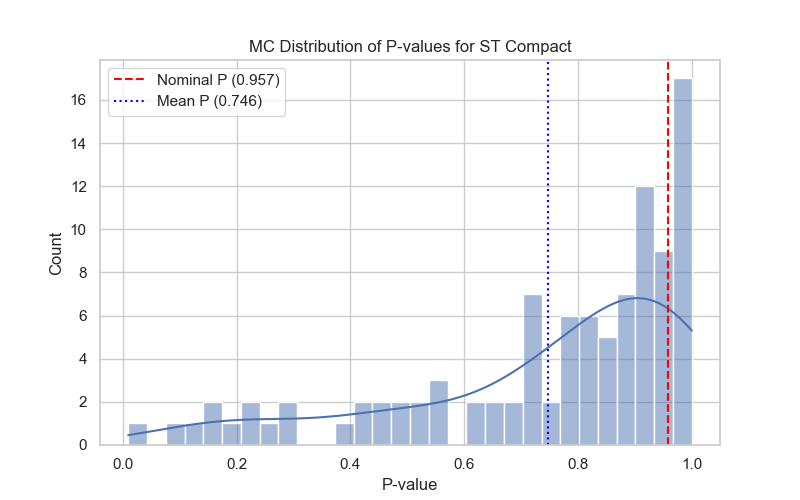 MC Distribution of P-values for ST Compact
Nominal P (0.957)
Mean P (0.746)
Count
16
14
12
10
8
6
4
2
0
0.0 0.2 0.4 0.6 0.8 1.0
P-value